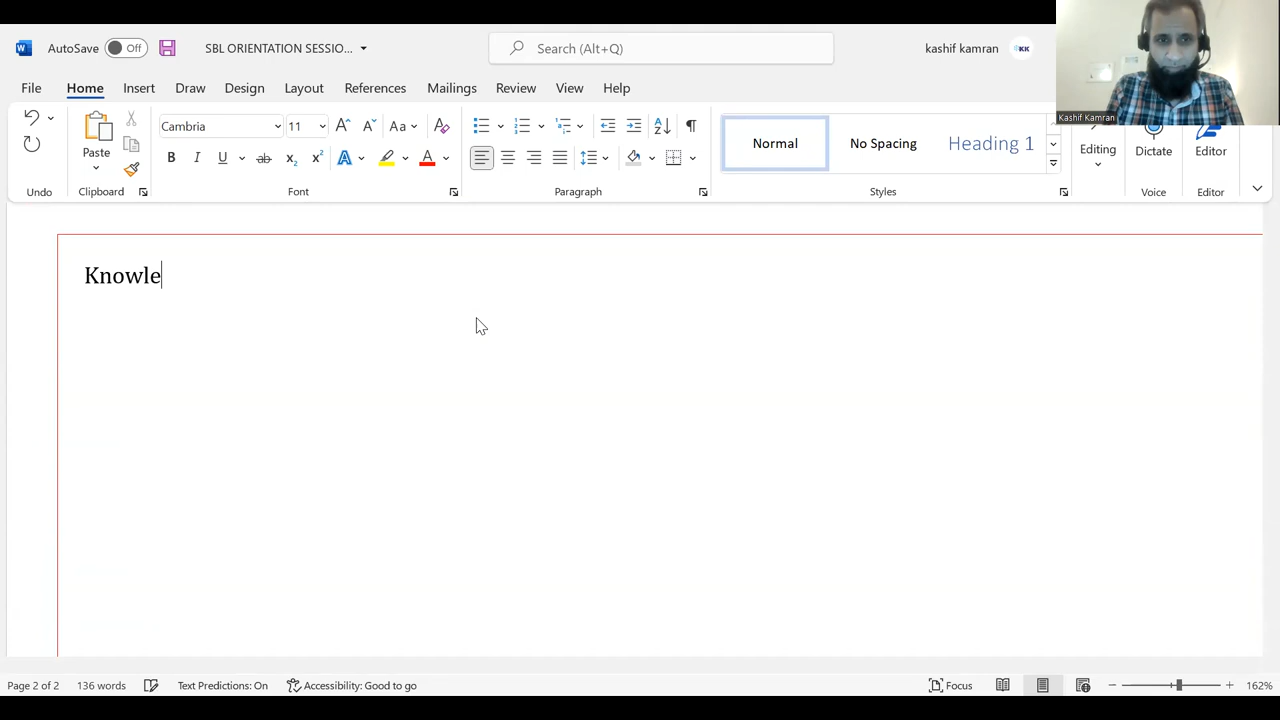 AutoSave Off SBL ORIENTATION SESSIO... Search (Alt+Q) kashif kamran KK
Kashif Kamran
File Home Insert Draw Design Layout References Mailings Review View Help
Cambria 11 Aa Normal No Spacing Heading 1
Paste Editing Dictate Editor
Undo Clipboard Font Paragraph Styles Voice Editor
Knowle
Page 2 of 2 136 words Text Predictions: On Accessibility: Good to go Focus 162%